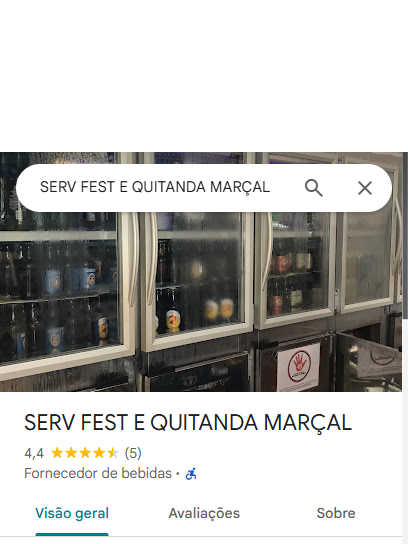 SERV FEST E QUITANDA MARÇAL
SERV FEST E QUITANDA MARÇAL
4,4 (5)
Fornecedor de bebidas ·
Visão geral Avaliações Sobre